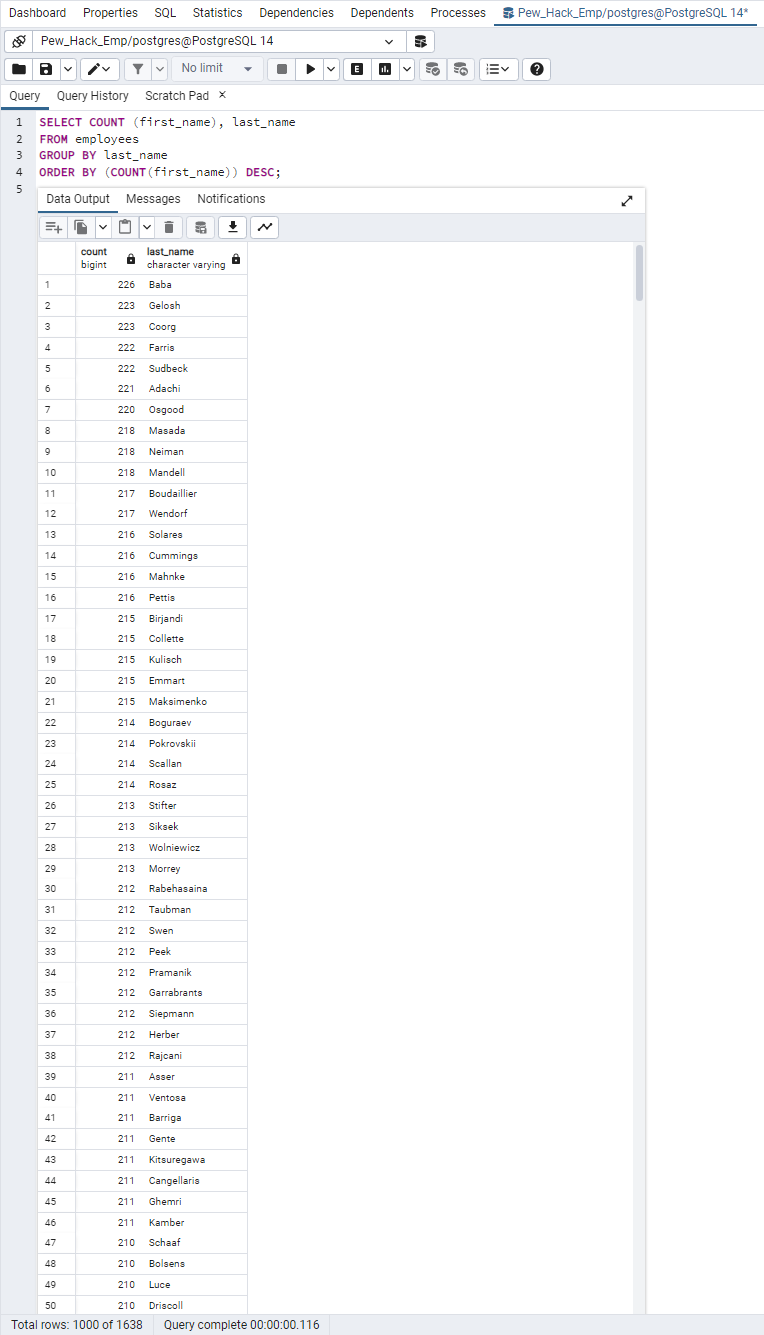 Dashboard Properties SQL Statistics Dependencies Dependents Processes Pew_Hack_Emp/postgres@PostgreSQL 14*
Pew_Hack_Emp/postgres@PostgreSQL 14
No limit E
Query Query History Scratch Pad ×
1 SELECT COUNT (first_name), last_name
2 FROM employees
3 GROUP BY last_name
4 ORDER BY (COUNT(first_name)) DESC;
5
Data Output Messages Notifications
count last_name
bigint character varying
1 226 Baba
2 223 Gelosh
3 223 Coorg
4 222 Farris
5 222 Sudbeck
6 221 Adachi
7 220 Osgood
8 218 Masada
9 218 Neiman
10 218 Mandell
11 217 Boudaillier
12 217 Wendorf
13 216 Solares
14 216 Cummings
15 216 Mahnke
16 216 Pettis
17 215 Birjandi
18 215 Collette
19 215 Kulisch
20 215 Emmart
21 215 Maksimenko
22 214 Boguraev
23 214 Pokrovskii
24 214 Scallan
25 214 Rosaz
26 213 Stifter
27 213 Siksek
28 213 Wolniewicz
29 213 Morrey
30 212 Rabehasaina
31 212 Taubman
32 212 Swen
33 212 Peek
34 212 Pramanik
35 212 Garrabrants
36 212 Siepmann
37 212 Herber
38 212 Rajcani
39 211 Asser
40 211 Ventosa
41 211 Barriga
42 211 Gente
43 211 Kitsuregawa
44 211 Cangellaris
45 211 Ghemri
46 211 Kamber
47 210 Schaaf
48 210 Bolsens
49 210 Luce
50 210 Driscoll
Total rows: 1000 of 1638 Query complete 00:00:00.116